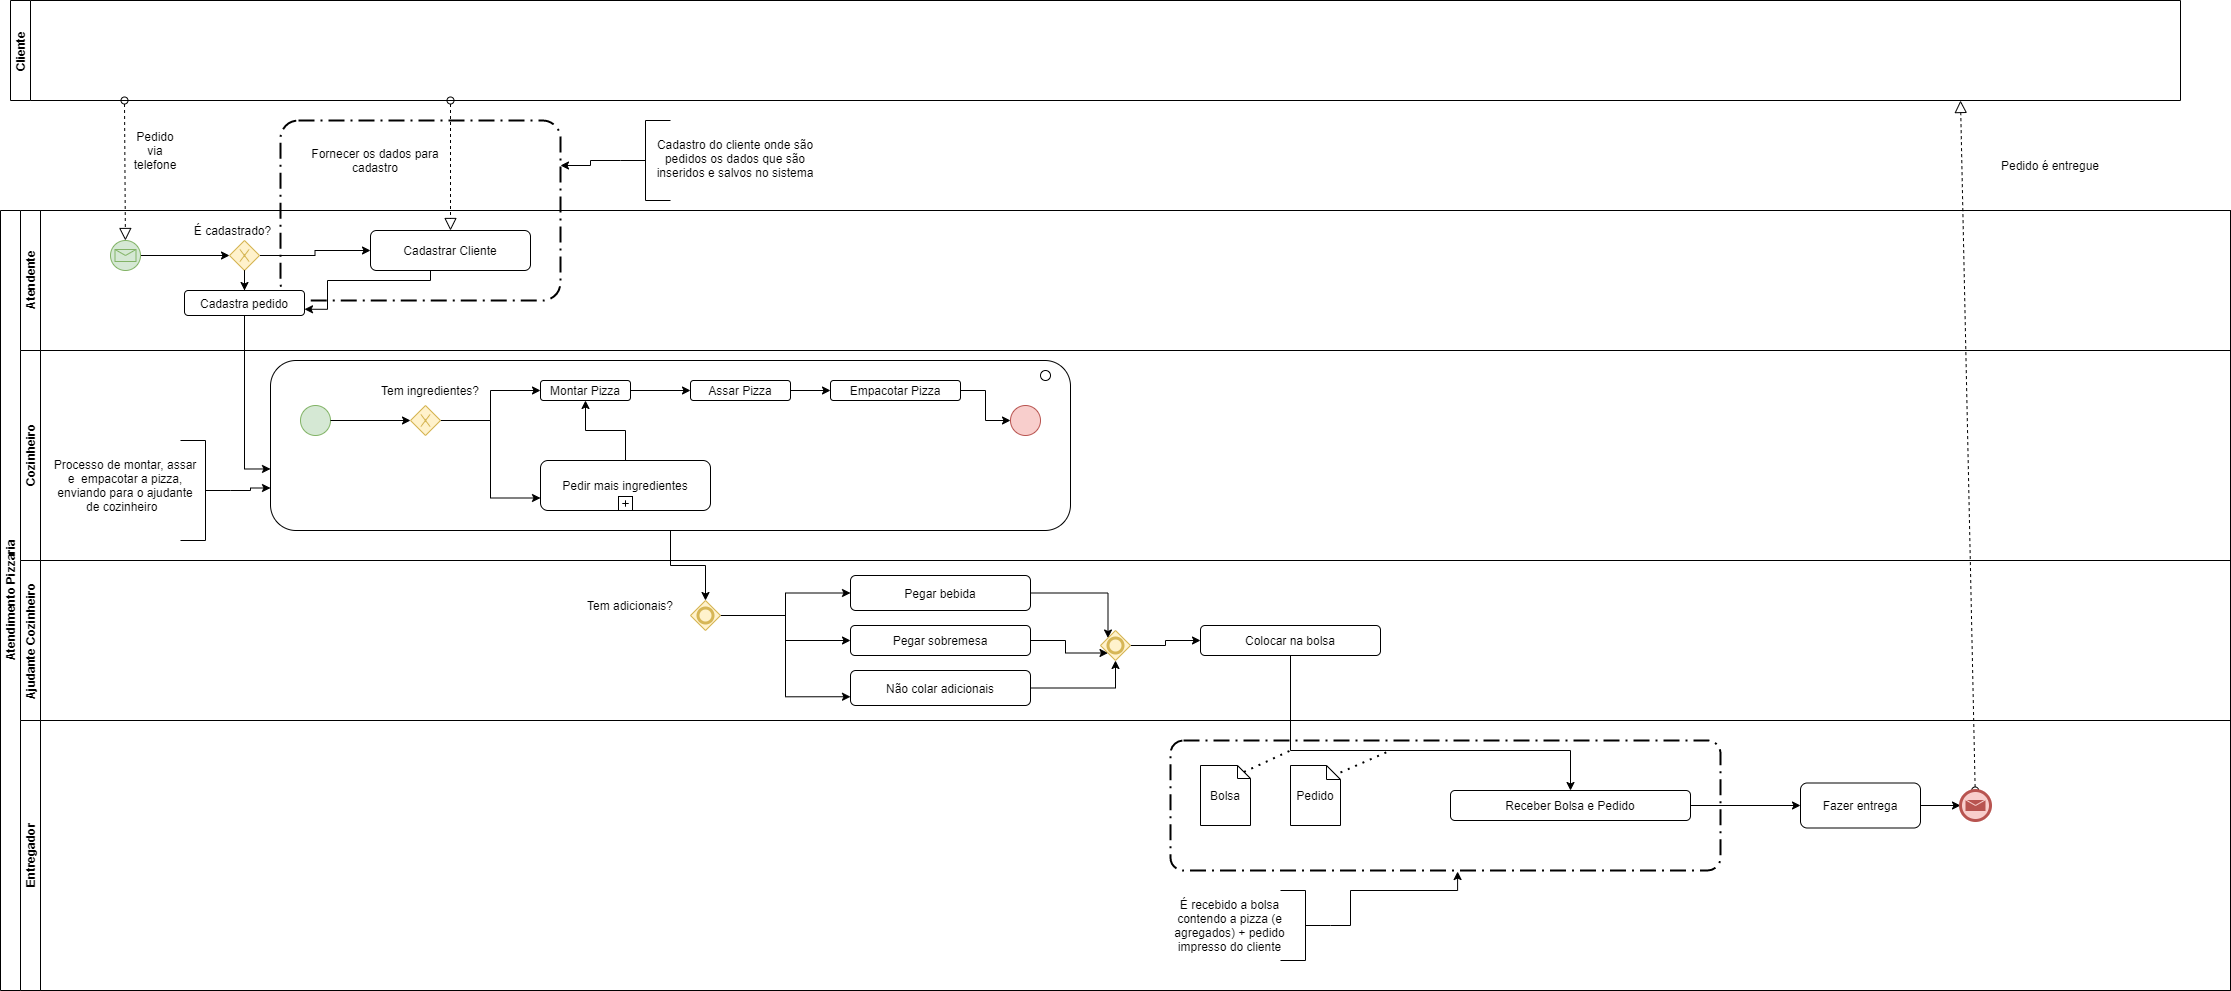 Cliente
Pedido
via
telefone
Fornecer os dados para
cadastro
Cadastro do cliente onde são
pedidos os dados que são
inseridos e salvos no sistema
Pedido é entregue
Atendimento Pizzaria
Atendente
É cadastrado?
Cadastrar Cliente
Cadastra pedido
Cozinheiro
Tem ingredientes?
Montar Pizza
Assar Pizza
Empacotar Pizza
Pedir mais ingredientes
Processo de montar, assar
e empacotar a pizza,
enviando para o ajudante
de cozinheiro
Ajudante Cozinheiro
Tem adicionais?
Pegar bebida
Pegar sobremesa
Não colar adicionais
Colocar na bolsa
Entregador
Bolsa
Pedido
Receber Bolsa e Pedido
Fazer entrega
É recebido a bolsa
contendo a pizza (e
agregados) + pedido
impresso do cliente